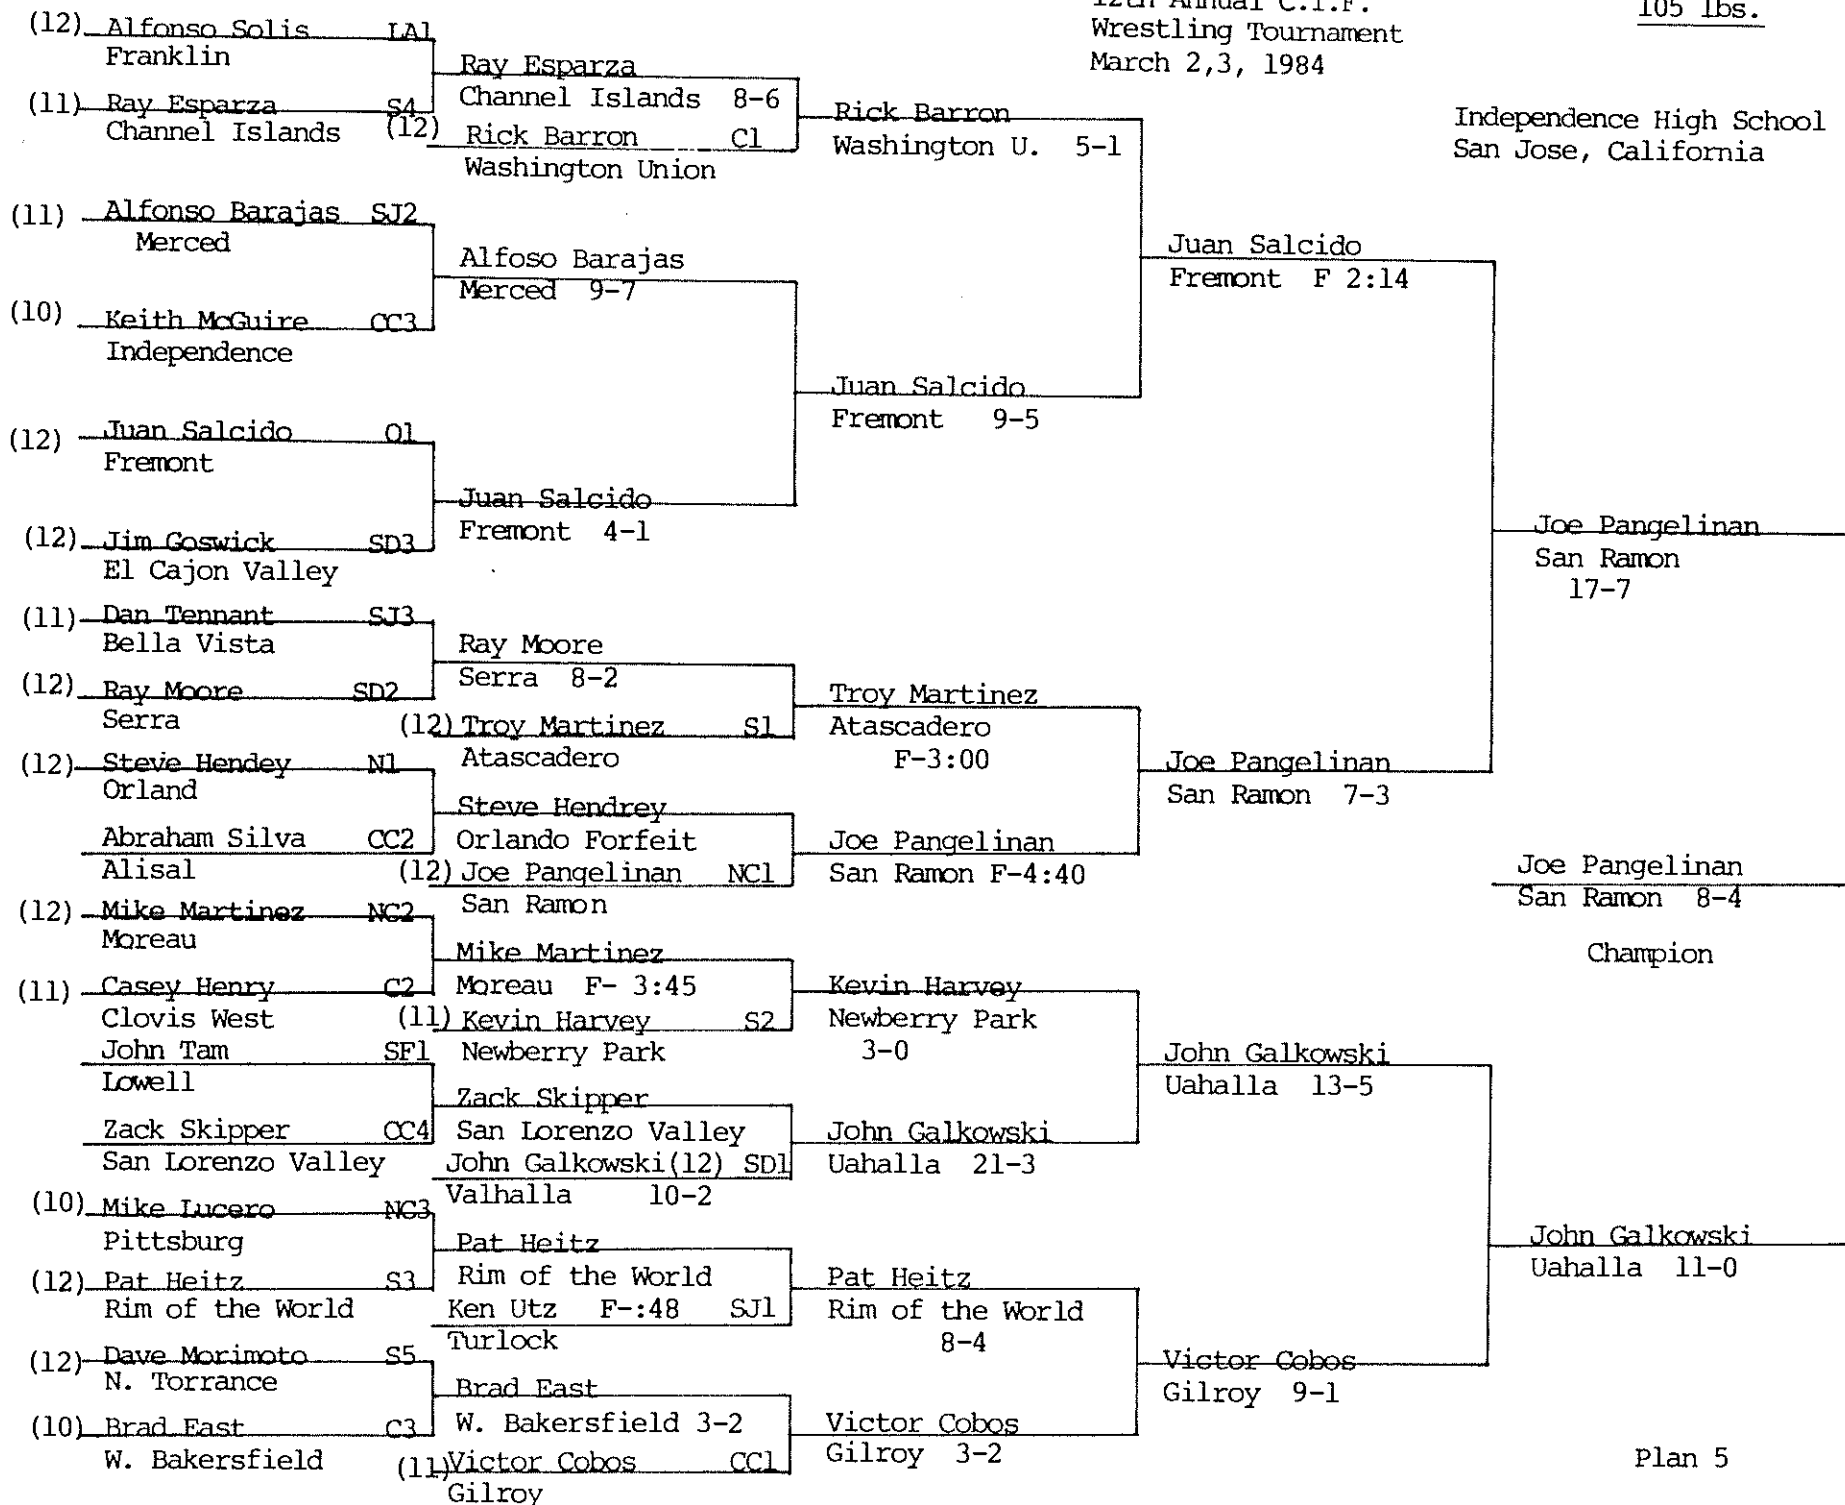 12th Annual C.I.F.
Wrestling Tournament
March 2,3, 1984
105 lbs.
Independence High School
San Jose, California
(12) Alfonso Solis LA1
Franklin
(11) Ray Esparza S4
Channel Islands
(11) Alfonso Barajas SJ2
Merced
(10) Keith McGuire CC3
Independence
(12) Juan Salcido O1
Fremont
(12) Jim Goswick SD3
El Cajon Valley
(11) Dan Tennant SJ3
Bella Vista
(12) Ray Moore SD2
Serra
(12) Steve Hendey N1
Orland
Abraham Silva CC2
Alisal
(12) Mike Martinez NC2
Moreau
(11) Casey Henry C2
Clovis West
John Tam SF1
Lowell
Zack Skipper CC4
San Lorenzo Valley
(10) Mike Lucero NC3
Pittsburg
(12) Pat Heitz S3
Rim of the World
(12) Dave Morimoto S5
N. Torrance
(10) Brad East C3
W. Bakersfield
Ray Esparza
Channel Islands 8-6
(12) Rick Barron C1
Washington Union
Alfoso Barajas
Merced 9-7
Juan Salcido
Fremont 4-1
Ray Moore
Serra 8-2
(12) Troy Martinez S1
Atascadero
Steve Hendrey
Orlando Forfeit
(12) Joe Pangelinan NC1
San Ramon
Mike Martinez
Moreau F- 3:45
(11) Kevin Harvey S2
Newberry Park
Zack Skipper
San Lorenzo Valley
John Galkowski(12) SD1
Valhalla 10-2
Pat Heitz
Rim of the World
Ken Utz F-:48 SJ1
Turlock
Brad East
W. Bakersfield 3-2
(11) Victor Cobos CC1
Gilroy
Rick Barron
Washington U. 5-1
Juan Salcido
Fremont 9-5
Troy Martinez
Atascadero
F-3:00
Joe Pangelinan
San Ramon F-4:40
Kevin Harvey
Newberry Park
3-0
John Galkowski
Uahalla 21-3
Pat Heitz
Rim of the World
8-4
Victor Cobos
Gilroy 3-2
Juan Salcido
Fremont F 2:14
Joe Pangelinan
San Ramon 7-3
John Galkowski
Uahalla 13-5
Victor Cobos
Gilroy 9-1
Joe Pangelinan
San Ramon
17-7
Joe Pangelinan
San Ramon 8-4
Champion
John Galkowski
Uahalla 11-0
Plan 5